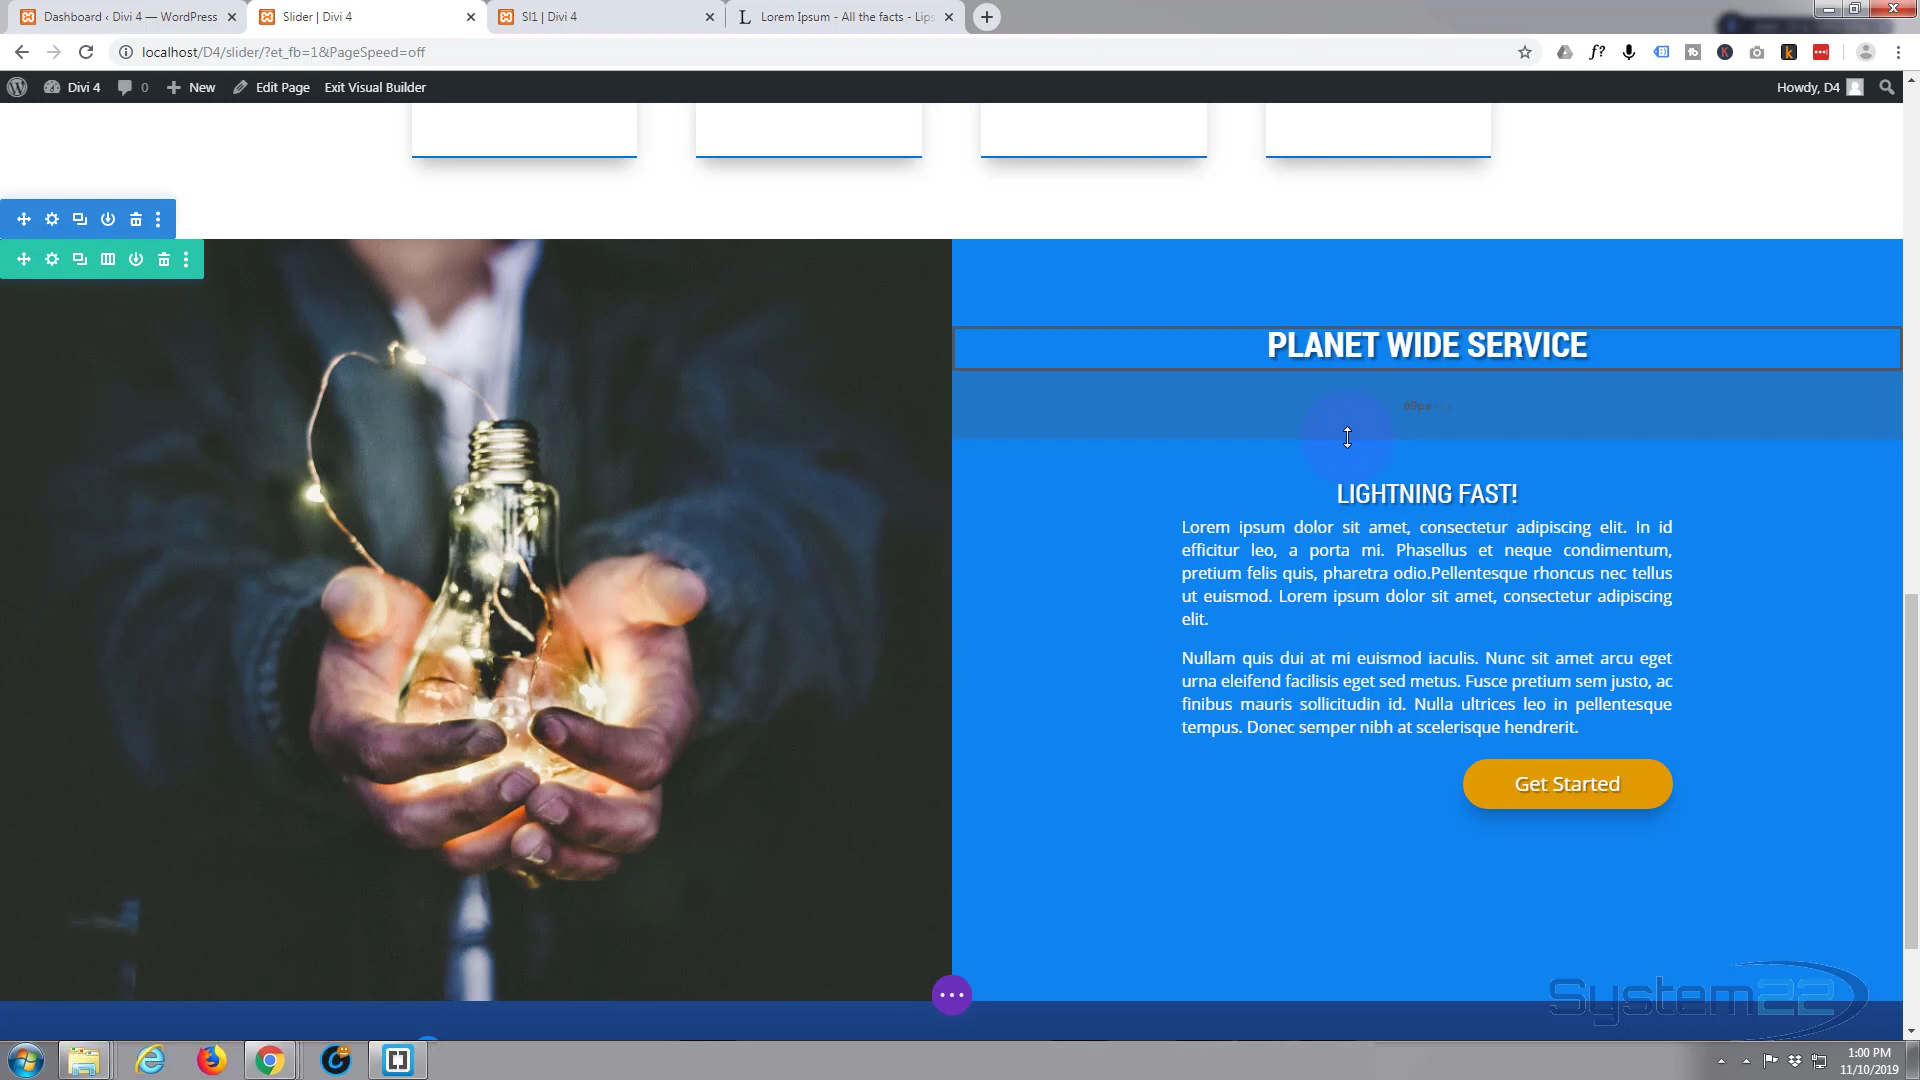 Dashboard ‹ Divi 4 — WordPress
Slider | Divi 4
Sl1 | Divi 4
Lorem Ipsum - All the facts - Lips
localhost/D4/slider/?et_fb=1&PageSpeed=off
Divi 4
0
New
Edit Page
Exit Visual Builder
Howdy, D4
PLANET WIDE SERVICE
69px
LIGHTNING FAST!
Lorem ipsum dolor sit amet, consectetur adipiscing elit. In id
efficitur leo, a porta mi. Phasellus et neque condimentum,
pretium felis quis, pharetra odio.Pellentesque rhoncus nec tellus
ut euismod. Lorem ipsum dolor sit amet, consectetur adipiscing
elit.
Nullam quis dui at mi euismod iaculis. Nunc sit amet arcu eget
urna eleifend facilisis eget sed metus. Fusce pretium sem justo, ac
finibus mauris sollicitudin id. Nulla ultrices leo in pellentesque
tempus. Donec semper nibh at scelerisque hendrerit.
Get Started
System22
1:00 PM
11/10/2019